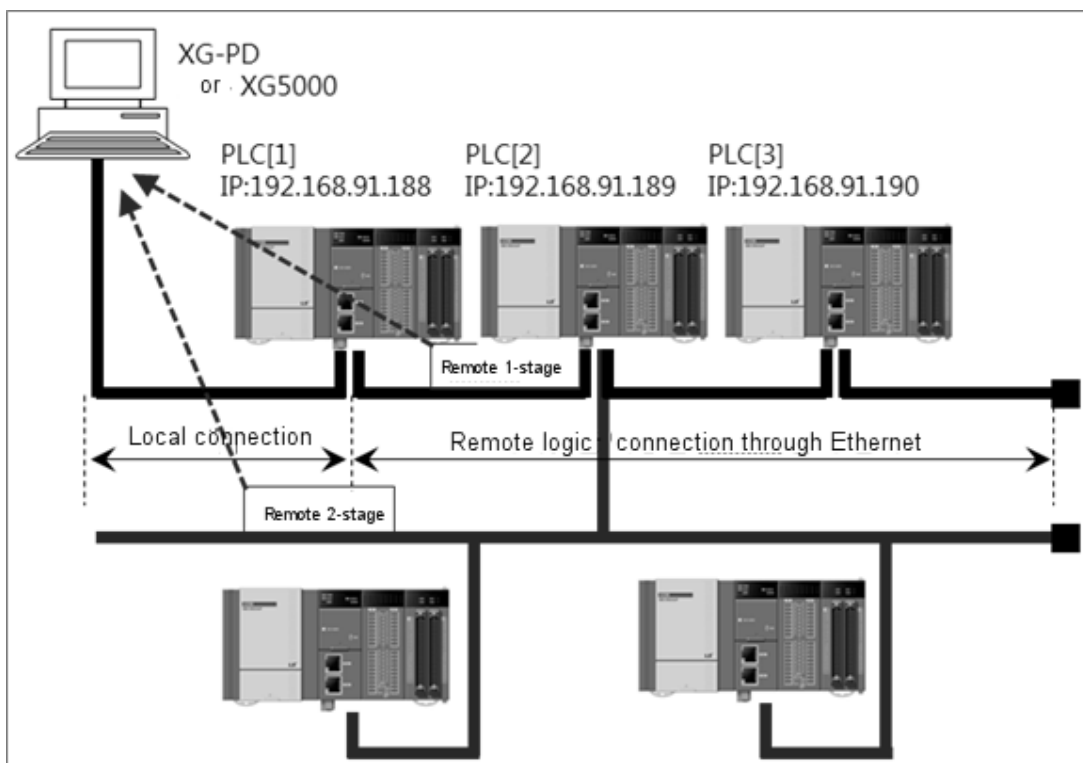 XG-PD
or XG5000
PLC[1]
IP:192.168.91.188
PLC[2]
IP:192.168.91.189
PLC[3]
IP:192.168.91.190
Remote 1-stage
Local connection
Remote logic connection through Ethernet
Remote 2-stage